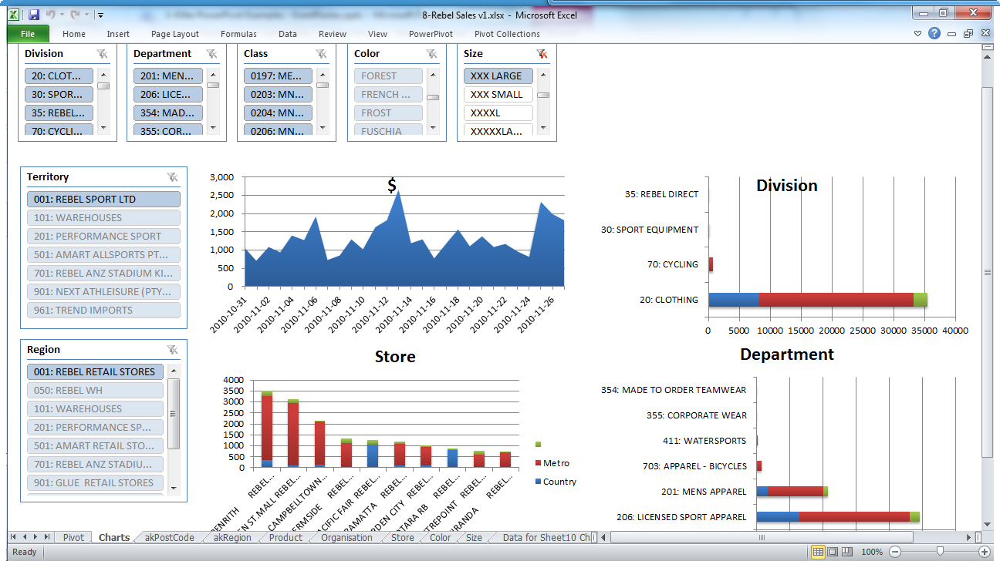 8-Rebel Sales v1.xlsx - Microsoft Excel
File Home Insert Page Layout Formulas Data Review View PowerPivot Pivot Collections
Division
20: CLOT...
30: SPOR...
35: REBEL...
70: CYCLI...
Department
201: MEN...
206: LICE...
354: MAD...
355: COR...
Class
0197: ME...
0203: MN...
0204: MN...
0206: MN...
Color
FOREST
FRENCH ...
FROST
FUSCHIA
Size
XXX LARGE
XXX SMALL
XXXXL
XXXXXLA...
Territory
001: REBEL SPORT LTD
101: WAREHOUSES
201: PERFORMANCE SPORT
501: AMART ALLSPORTS PT...
701: REBEL ANZ STADIUM KI...
901: NEXT ATHLEISURE (PTY...
961: TREND IMPORTS
Region
001: REBEL RETAIL STORES
050: REBEL WH
101: WAREHOUSES
201: PERFORMANCE SP...
501: AMART RETAIL STO...
701: REBEL ANZ STADIU...
901: GLUE RETAIL STORES
$
3,000
2,500
2,000
1,500
1,000
500
0
2010-10-31
2010-11-02
2010-11-04
2010-11-06
2010-11-08
2010-11-10
2010-11-12
2010-11-14
2010-11-16
2010-11-18
2010-11-20
2010-11-22
2010-11-24
2010-11-26
Division
35: REBEL DIRECT
30: SPORT EQUIPMENT
70: CYCLING
20: CLOTHING
0 5000 10000 15000 20000 25000 30000 35000 40000
Store
4000
3500
3000
2500
2000
1500
1000
500
0
PENRITH REBEL...
ST.MALL REBEL...
CAMPBELLTOWN...
REBEL...
PACIFIC FAIR REBEL...
REBEL...
REBEL...
REBEL...
REBEL...
REBEL...
Metro
Country
Department
354: MADE TO ORDER TEAMWEAR
355: CORPORATE WEAR
411: WATERSPORTS
703: APPAREL - BICYCLES
201: MENS APPAREL
206: LICENSED SPORT APPAREL
Pivot Charts akPostCode akRegion Product Organisation Store Color Size Data for Sheet10 Ch
Ready
100%